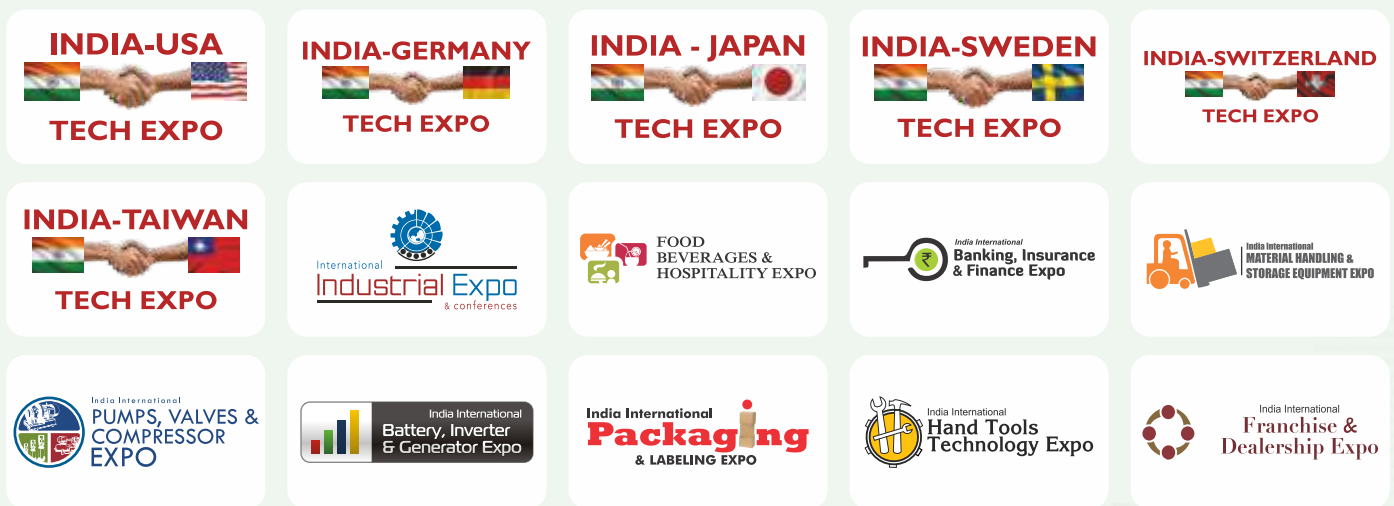 INDIA-USA
TECH EXPO
INDIA-GERMANY
TECH EXPO
INDIA - JAPAN
TECH EXPO
INDIA-SWEDEN
TECH EXPO
INDIA-SWITZERLAND
TECH EXPO
INDIA-TAIWAN
TECH EXPO
International
Industrial Expo
& conferences
FOOD
BEVERAGES &
HOSPITALITY EXPO
₹
India International
Banking, Insurance
& Finance Expo
India International
MATERIAL HANDLING &
STORAGE EQUIPMENT EXPO
India International
PUMPS, VALVES &
COMPRESSOR
EXPO
India International
Battery, Inverter
& Generator Expo
India International
Packaging
& LABELING EXPO
India International
Hand Tools
Technology Expo
India International
Franchise &
Dealership Expo